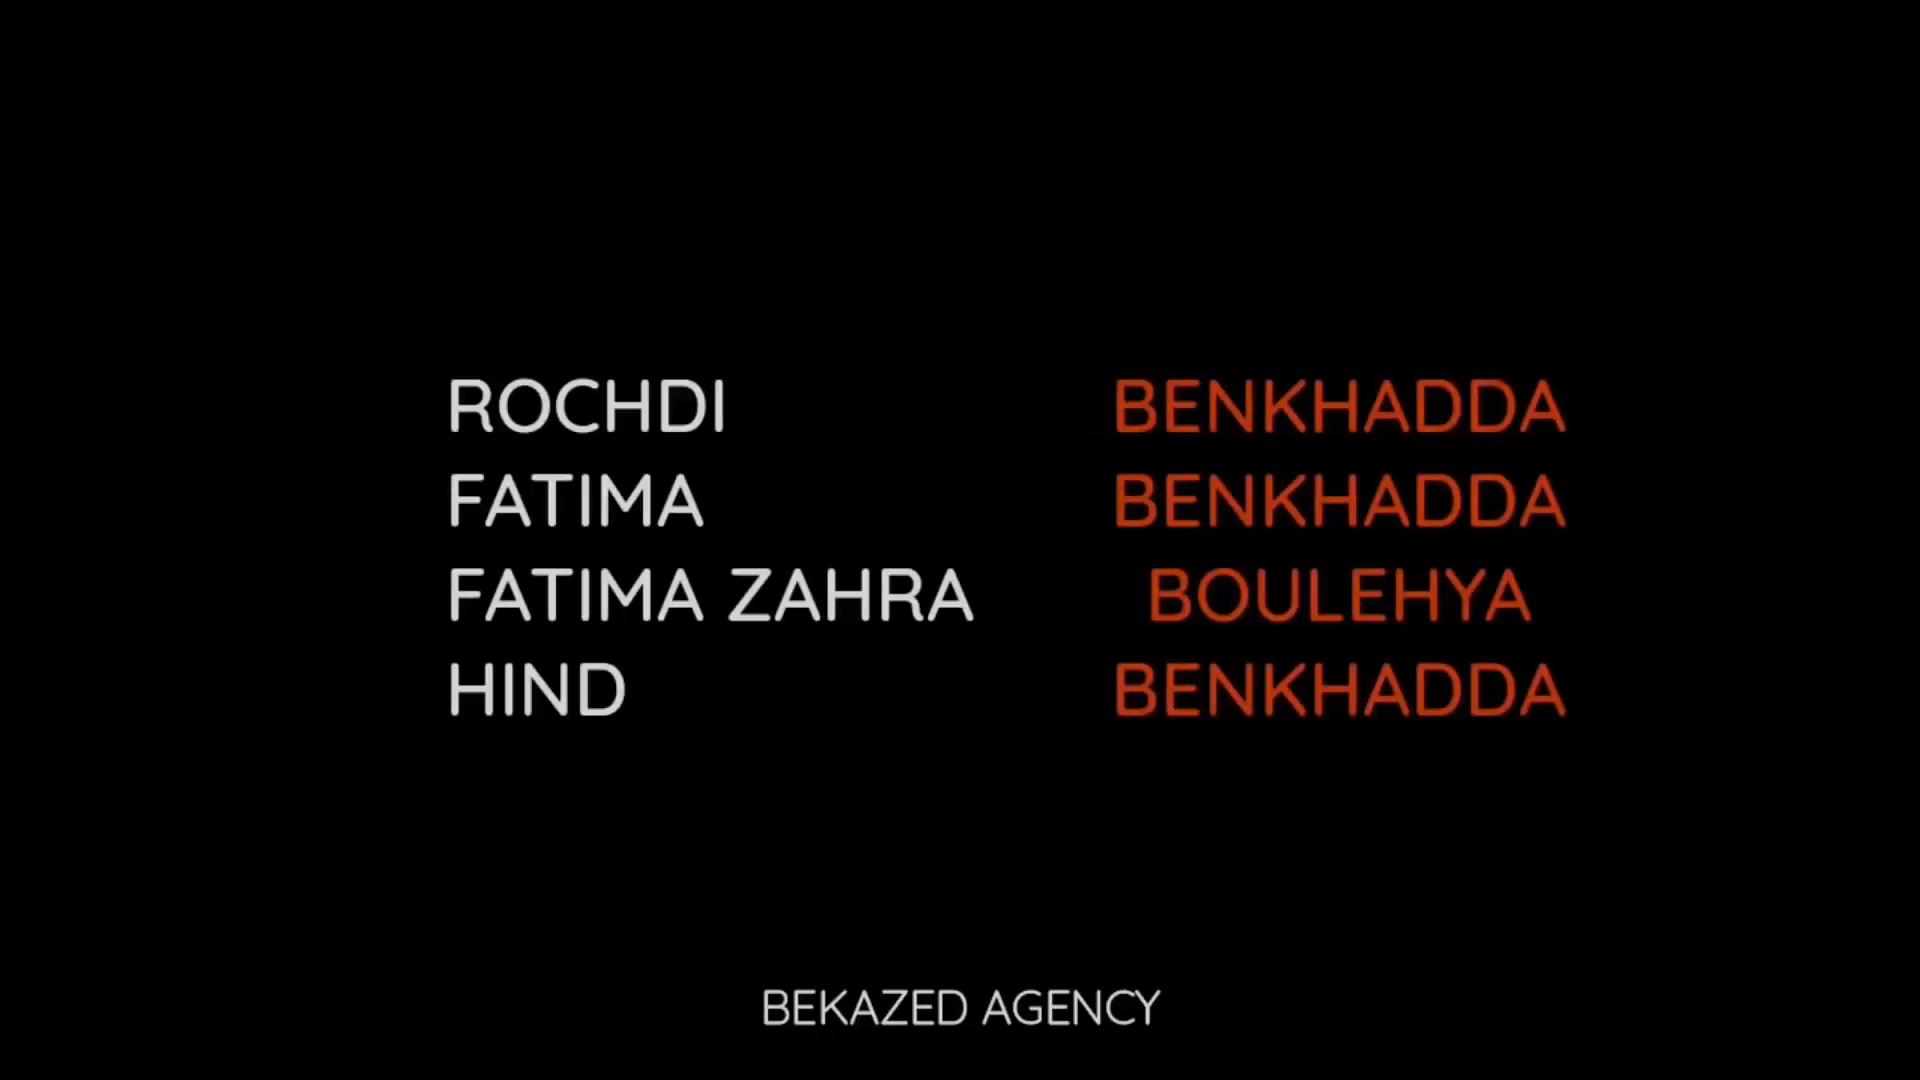 ROCHDI BENKHADDA
FATIMA BENKHADDA
FATIMA ZAHRA BOULEHYA
HIND BENKHADDA
BEKAZED AGENCY